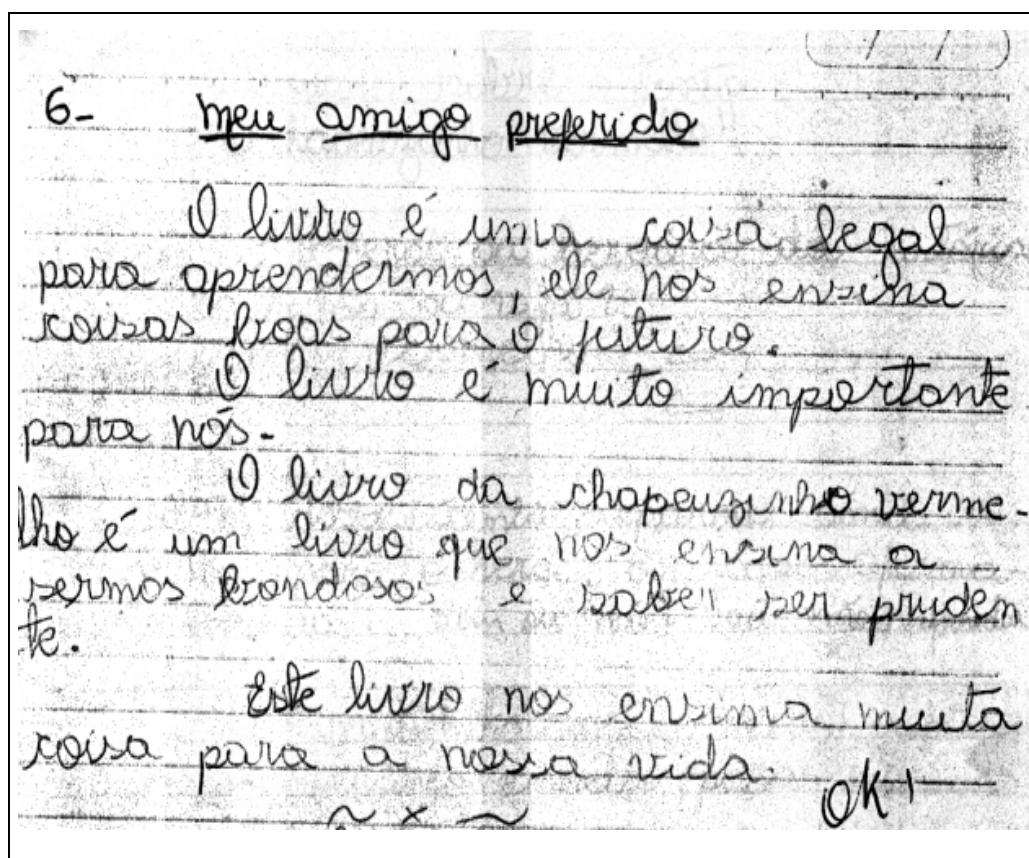 6- Meu amigo preferido
O livro é uma coisa legal
para aprendermos, ele nos ensina
coisas boas para o futuro.
O livro é muito importante
para nós.
O livro da chapeuzinho verme-
lho é um livro que nos ensina a
sermos bondosos e saber ser pruden
te.
Este livro nos ensina muita
coisa para a nossa vida.
~ x ~
OK!